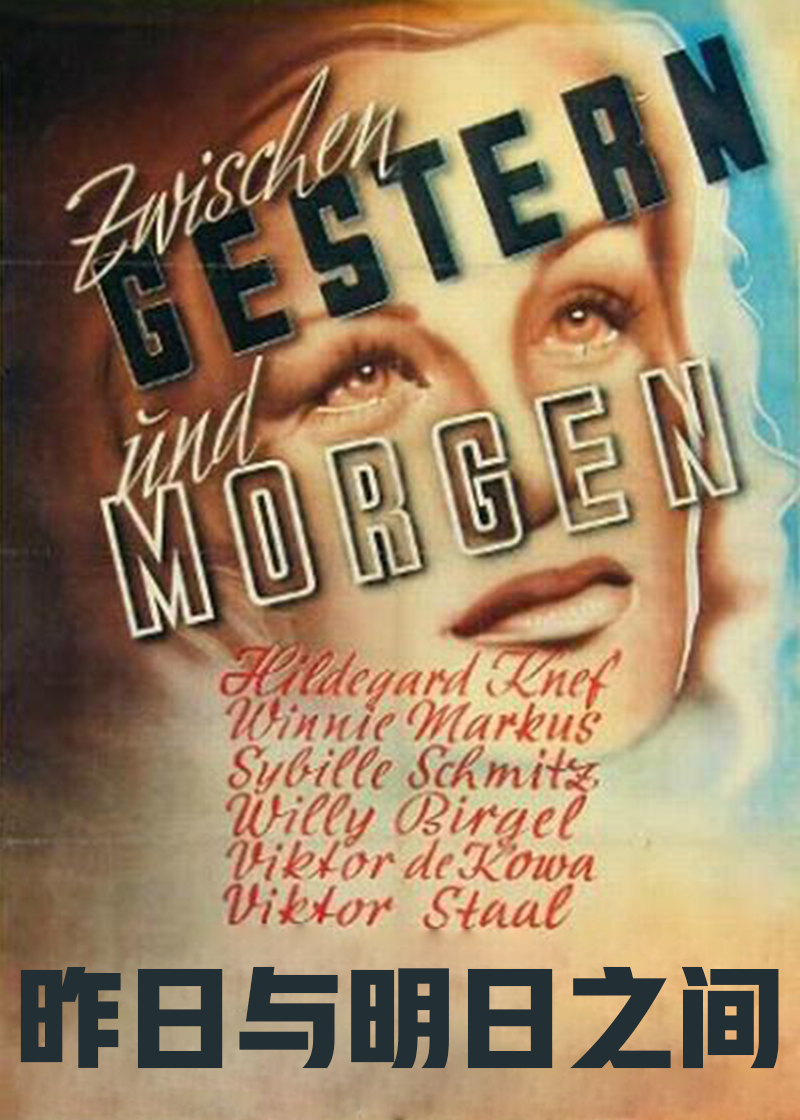 Zwischen
GESTERN
und
MORGEN
Hildegard Knef
Winnie Markus
Sybille Schmitz
Willy Birgel
Viktor de Kowa
Viktor Staal
昨日与明日之间